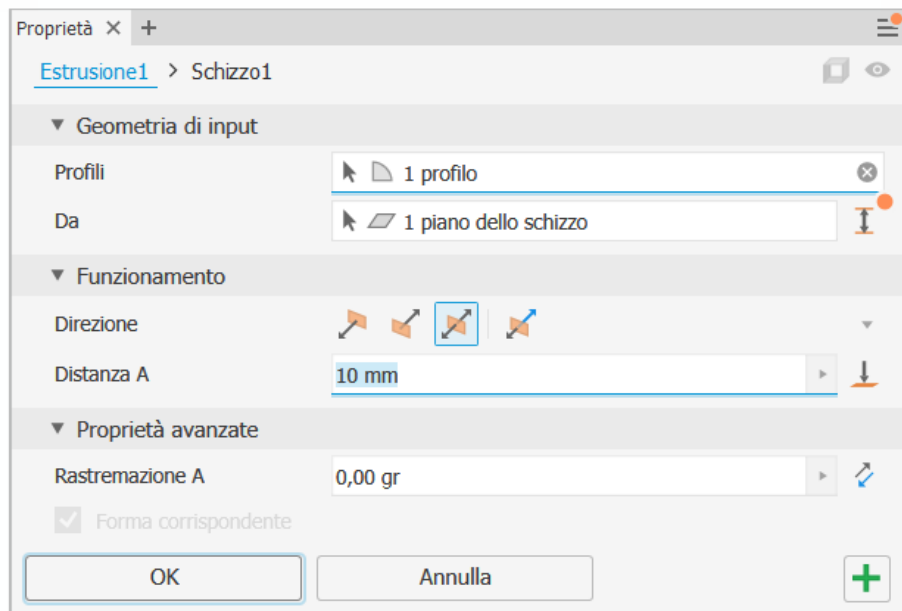 Proprietà
Estrusione1 > Schizzo1
Geometria di input
Profili 1 profilo
Da 1 piano dello schizzo
Funzionamento
Direzione
Distanza A 10 mm
Proprietà avanzate
Rastremazione A 0,00 gr
Forma corrispondente
OK Annulla